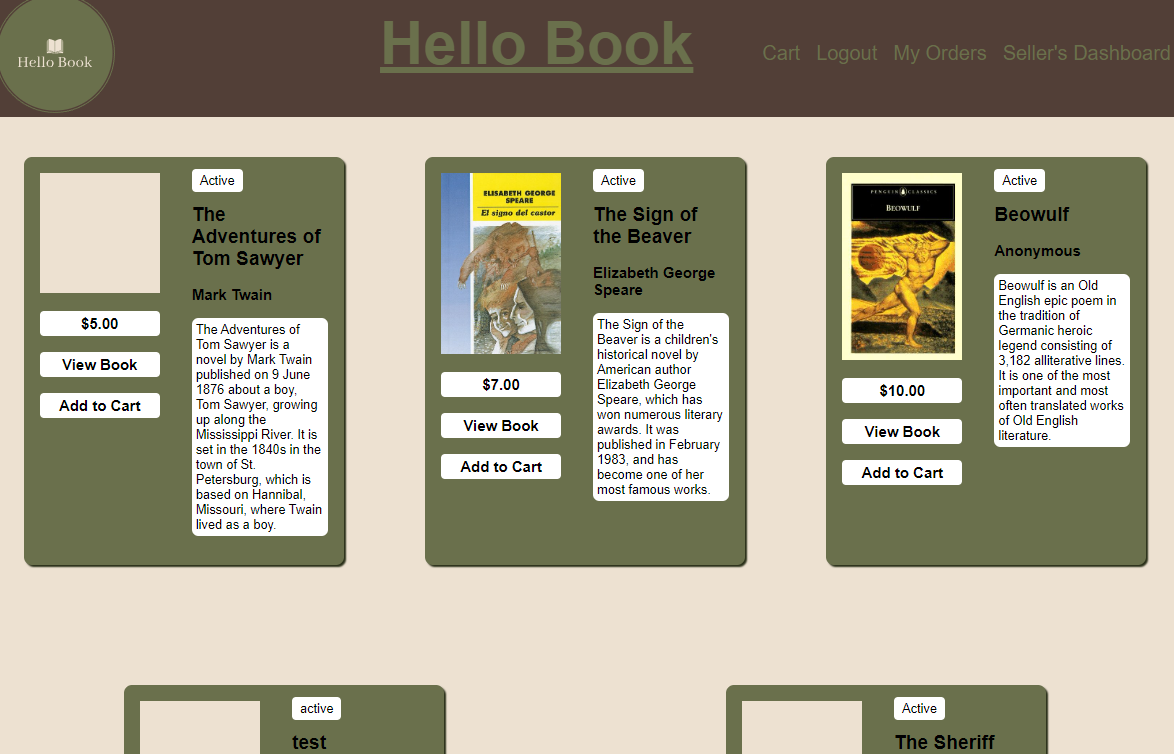 Hello Book
Hello Book
Cart Logout My Orders Seller's Dashboard
Active
The
Adventures of
Tom Sawyer
Mark Twain
The Adventures of
Tom Sawyer is a
novel by Mark Twain
published on 9 June
1876 about a boy,
Tom Sawyer, growing
up along the
Mississippi River. It is
set in the 1840s in the
town of St.
Petersburg, which is
based on Hannibal,
Missouri, where Twain
lived as a boy.
$5.00
View Book
Add to Cart
ELISABETH GEORGE
SPEARE
El signo del castor
Active
The Sign of
the Beaver
Elizabeth George
Speare
The Sign of the
Beaver is a children's
historical novel by
American author
Elizabeth George
Speare, which has
won numerous literary
awards. It was
published in February
1983, and has
become one of her
most famous works.
$7.00
View Book
Add to Cart
PENGUIN CLASSICS
BEOWULF
Active
Beowulf
Anonymous
Beowulf is an Old
English epic poem in
the tradition of
Germanic heroic
legend consisting of
3,182 alliterative lines.
It is one of the most
important and most
often translated works
of Old English
literature.
$10.00
View Book
Add to Cart
active
test
Active
The Sheriff